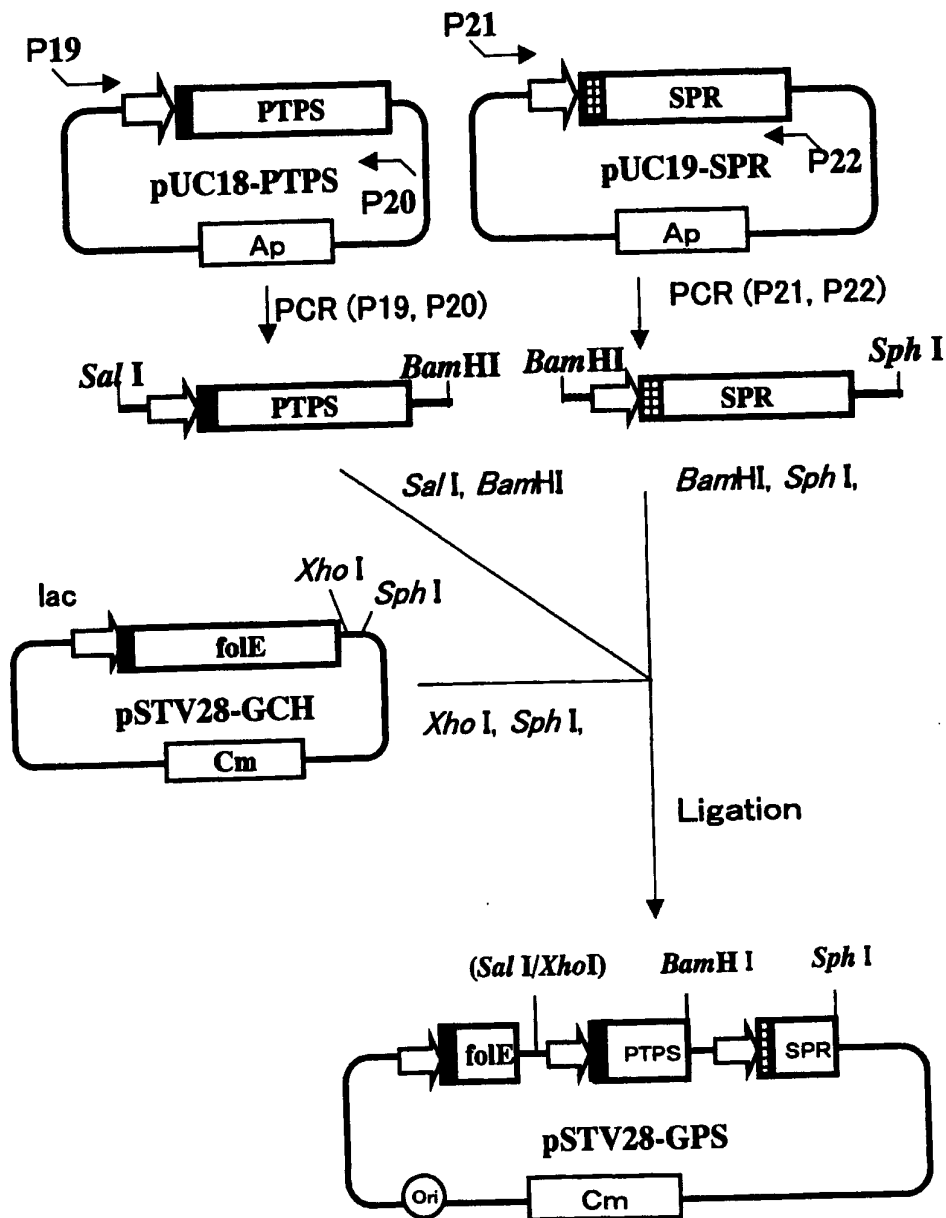 P19
PTPS
pUC18-PTPS
P20
Ap
P21
SPR
pUC19-SPR
P22
Ap
PCR (P19, P20)
PCR (P21, P22)
Sal I
BamHI
PTPS
BamHI
Sph I
SPR
Sal I, BamHI
BamHI, Sph I,
lac
Xho I
Sph I
folE
pSTV28-GCH
Cm
Xho I, Sph I,
Ligation
(Sal I/XhoI)
BamH I
Sph I
folE
PTPS
SPR
pSTV28-GPS
Ori
Cm